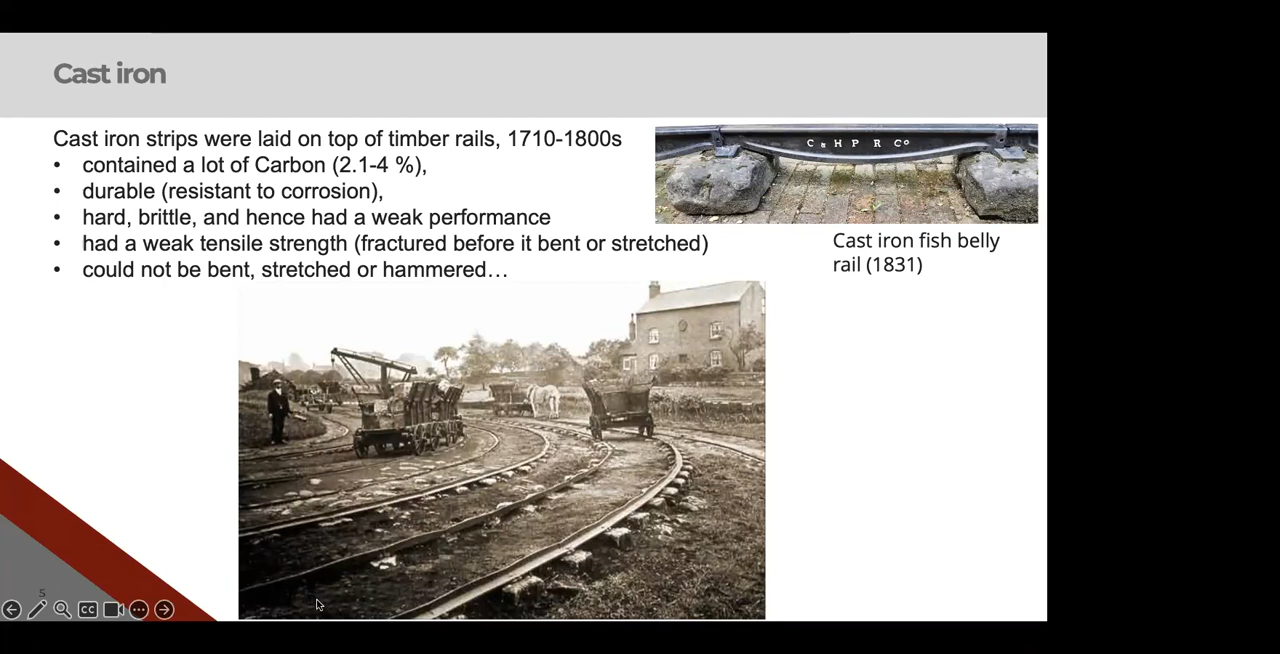 Cast iron
Cast iron strips were laid on top of timber rails, 1710-1800s
• contained a lot of Carbon (2.1-4 %),
• durable (resistant to corrosion),
• hard, brittle, and hence had a weak performance
• had a weak tensile strength (fractured before it bent or stretched)
• could not be bent, stretched or hammered…
C & H P R Co
Cast iron fish belly
rail (1831)
5
CC